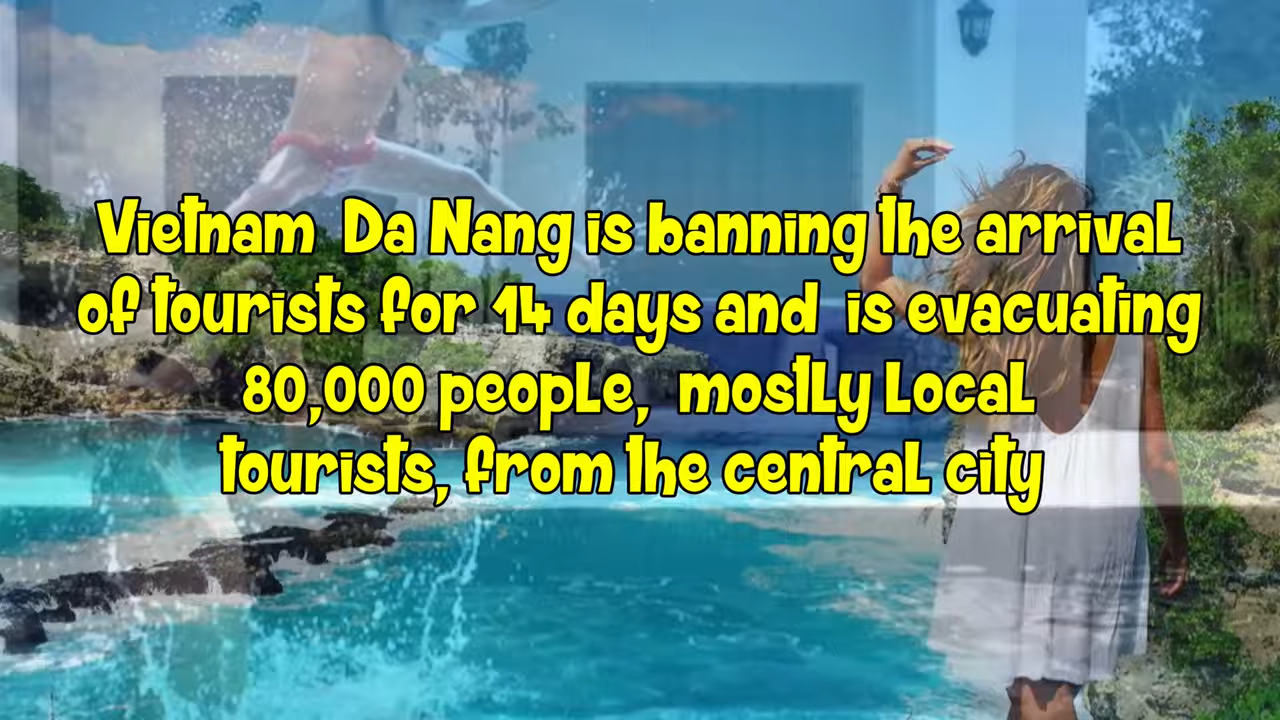 Vietnam  Da Nang is banning the arrival
of tourists for 14 days and  is evacuating
80,000 people,  mostly local
tourists, from the central city